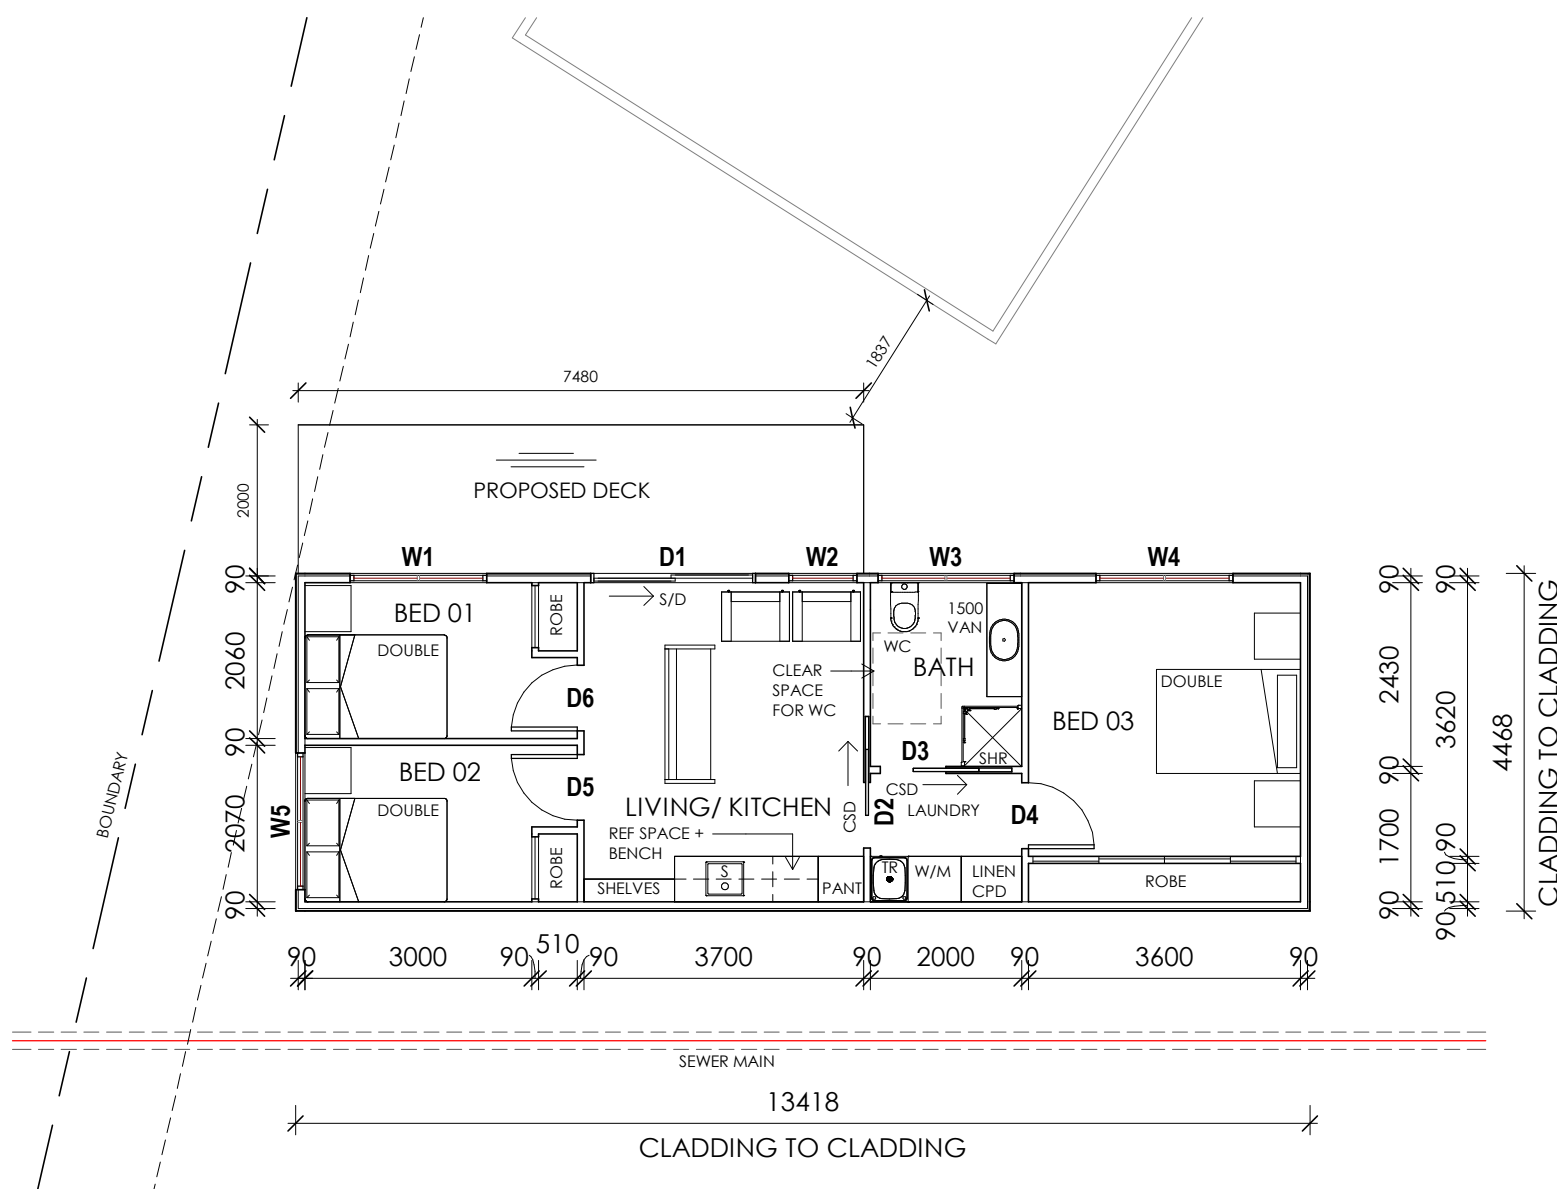 1837
7480
2000
PROPOSED DECK
W1
D1
W2
W3
W4
S/D
BED 01
ROBE
DOUBLE
D6
CLEAR
SPACE
FOR WC
WC
1500
VAN
BATH
SHR
D3
DOUBLE
BED 03
BED 02
DOUBLE
D5
W5
ROBE
LIVING/ KITCHEN
REF SPACE +
BENCH
CSD
D2
CSD
LAUNDRY
D4
SHELVES
S
PANT
TR
W/M
LINEN
CPD
ROBE
BOUNDARY
90
2060
90
2070
90
90
2430
90
1700
90
90
3620
90
510
90
4468
CLADDING TO CLADDING
90
3000
90
510
90
3700
90
2000
90
3600
90
SEWER MAIN
13418
CLADDING TO CLADDING